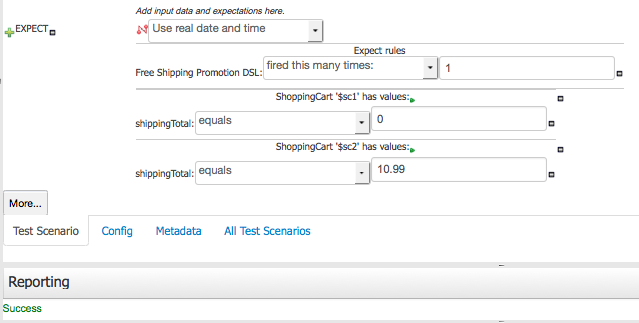 Add input data and expectations here.
EXPECT
Use real date and time
Expect rules
Free Shipping Promotion DSL: fired this many times: 1
ShoppingCart '$sc1' has values:
shippingTotal: equals 0
ShoppingCart '$sc2' has values:
shippingTotal: equals 10.99
More...
Test Scenario Config Metadata All Test Scenarios
Reporting
Success